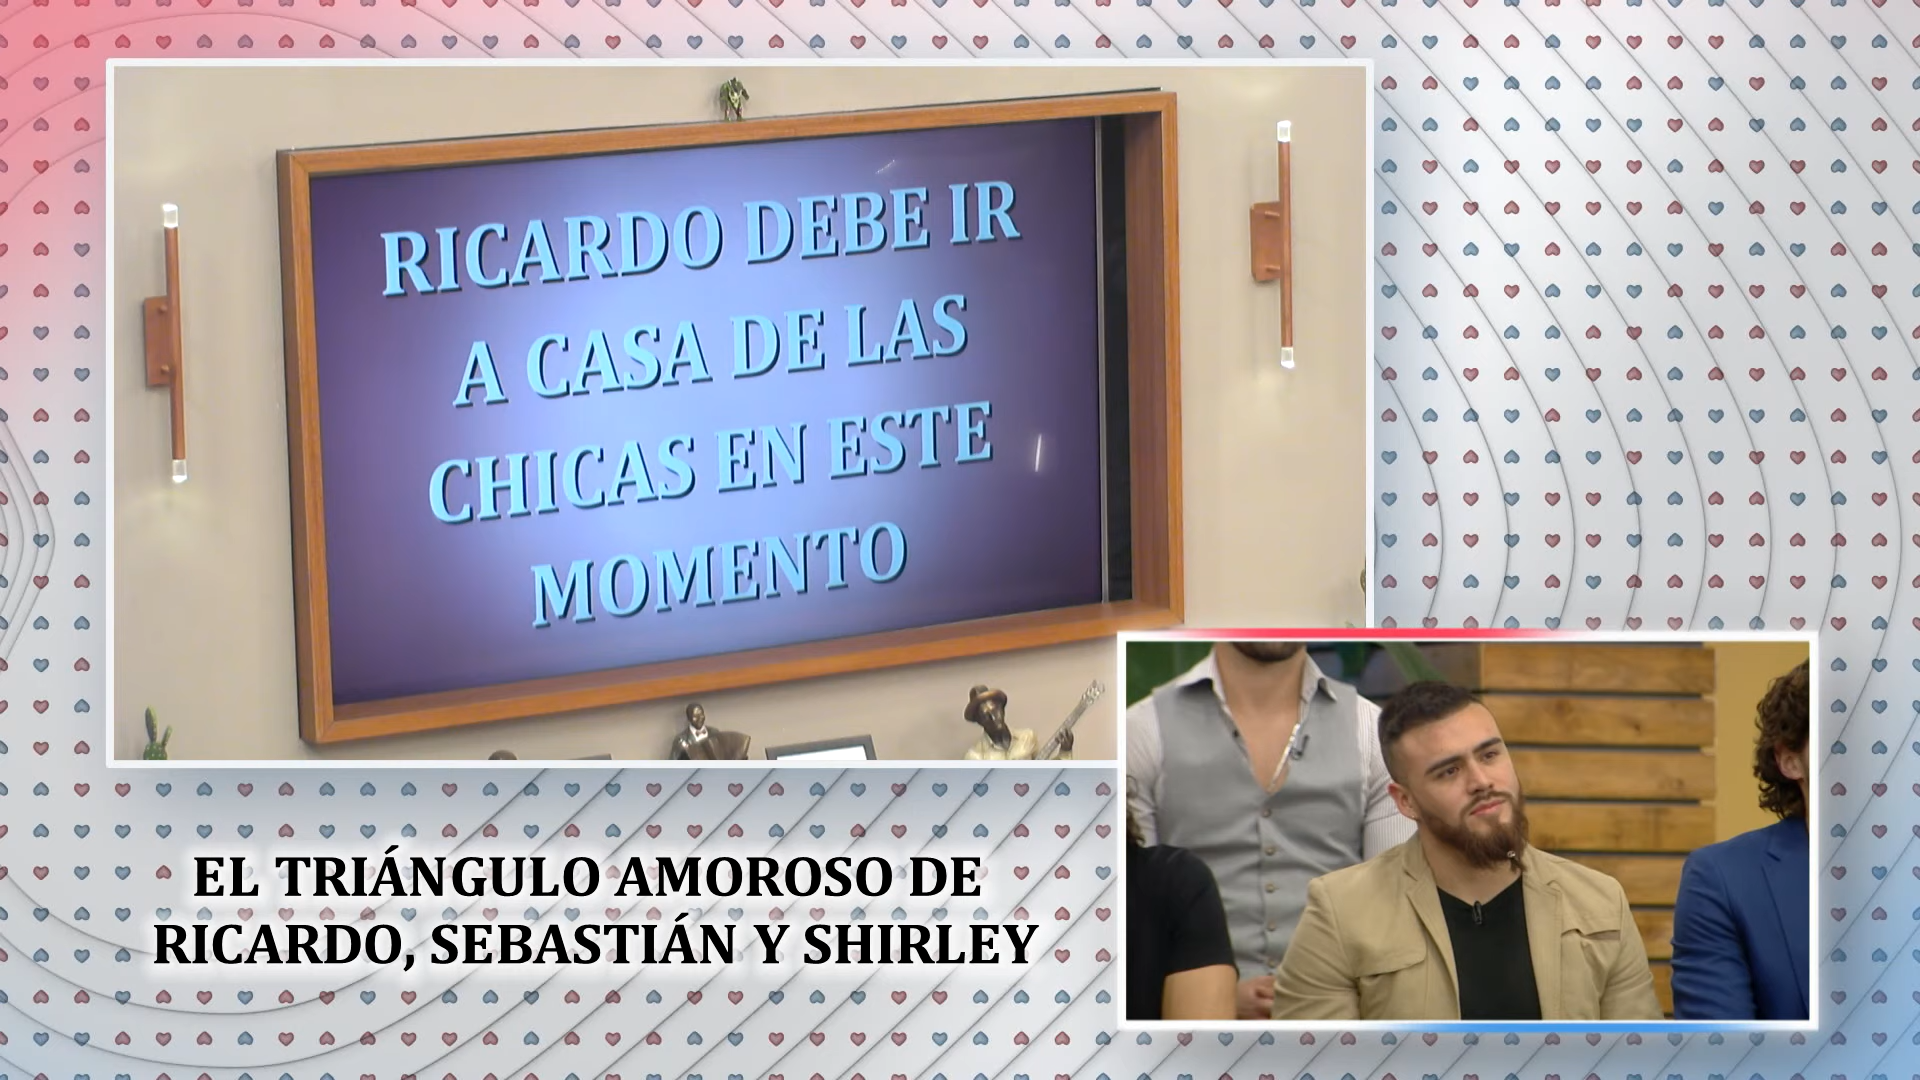 RICARDO DEBE IR
A CASA DE LAS
CHICAS EN ESTE
MOMENTO
EL TRIÁNGULO AMOROSO DE
RICARDO, SEBASTIÁN Y SHIRLEY